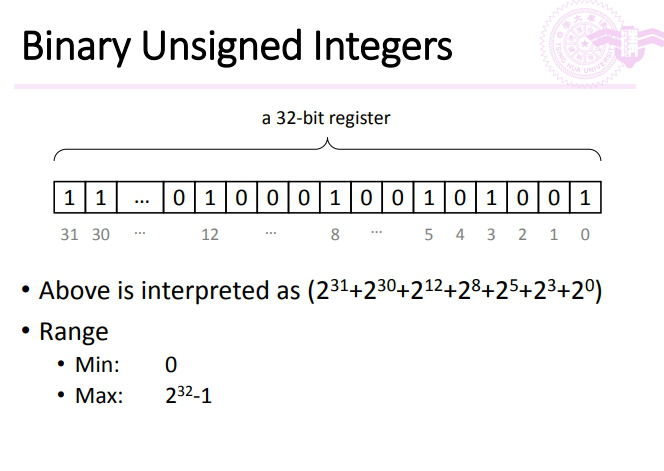 Binary Unsigned Integers
a 32-bit register
1 1 ... 0 1 0 0 0 1 0 0 1 0 1 0 0 1
31 30 ... 12 ... 8 ... 5 4 3 2 1 0
• Above is interpreted as (2³¹+2³⁰+2¹²+2⁸+2⁵+2³+2⁰)
• Range
• Min: 0
• Max: 2³²-1